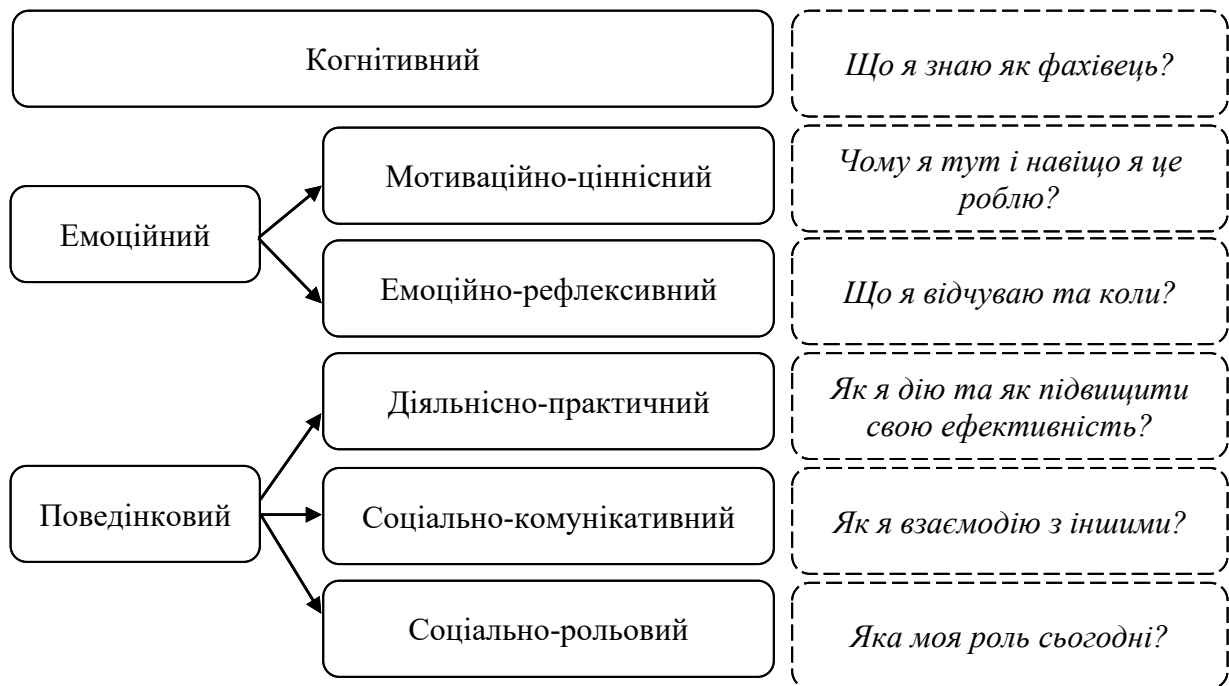 Когнітивний
Що я знаю як фахівець?
Мотиваційно-ціннісний
Чому я тут і навіщо я це
роблю?
Емоційний
Емоційно-рефлексивний
Що я відчуваю та коли?
Діяльнісно-практичний
Як я дію та як підвищити
свою ефективність?
Поведінковий
Соціально-комунікативний
Як я взаємодію з іншими?
Соціально-рольовий
Яка моя роль сьогодні?